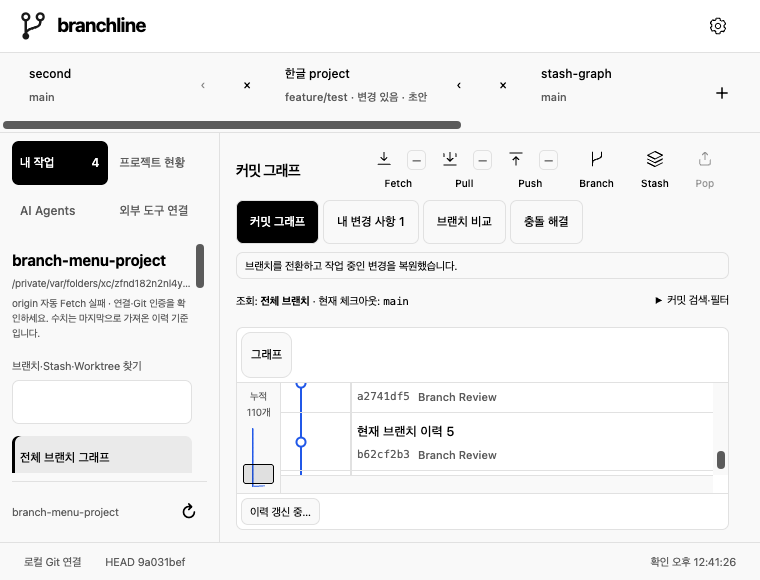 branchline
second
main
한글 project
feature/test · 변경 있음 · 초안
stash-graph
main
내 작업 4
프로젝트 현황
AI Agents
외부 도구 연결
branch-menu-project
/private/var/folders/xc/zfnd182n2nl4y...
origin 자동 Fetch 실패 · 연결·Git 인증을 확
인하세요. 수치는 마지막으로 가져온 이력 기준
입니다.
브랜치·Stash·Worktree 찾기
전체 브랜치 그래프
branch-menu-project
커밋 그래프
Fetch
Pull
Push
Branch
Stash
Pop
커밋 그래프
내 변경 사항 1
브랜치 비교
충돌 해결
브랜치를 전환하고 작업 중인 변경을 복원했습니다.
조회: 전체 브랜치 · 현재 체크아웃: main
▶ 커밋 검색·필터
그래프
누적
110개
a2741df5 Branch Review
현재 브랜치 이력 5
b62cf2b3 Branch Review
이력 갱신 중...
로컬 Git 연결
HEAD 9a031bef
확인 오후 12:41:26